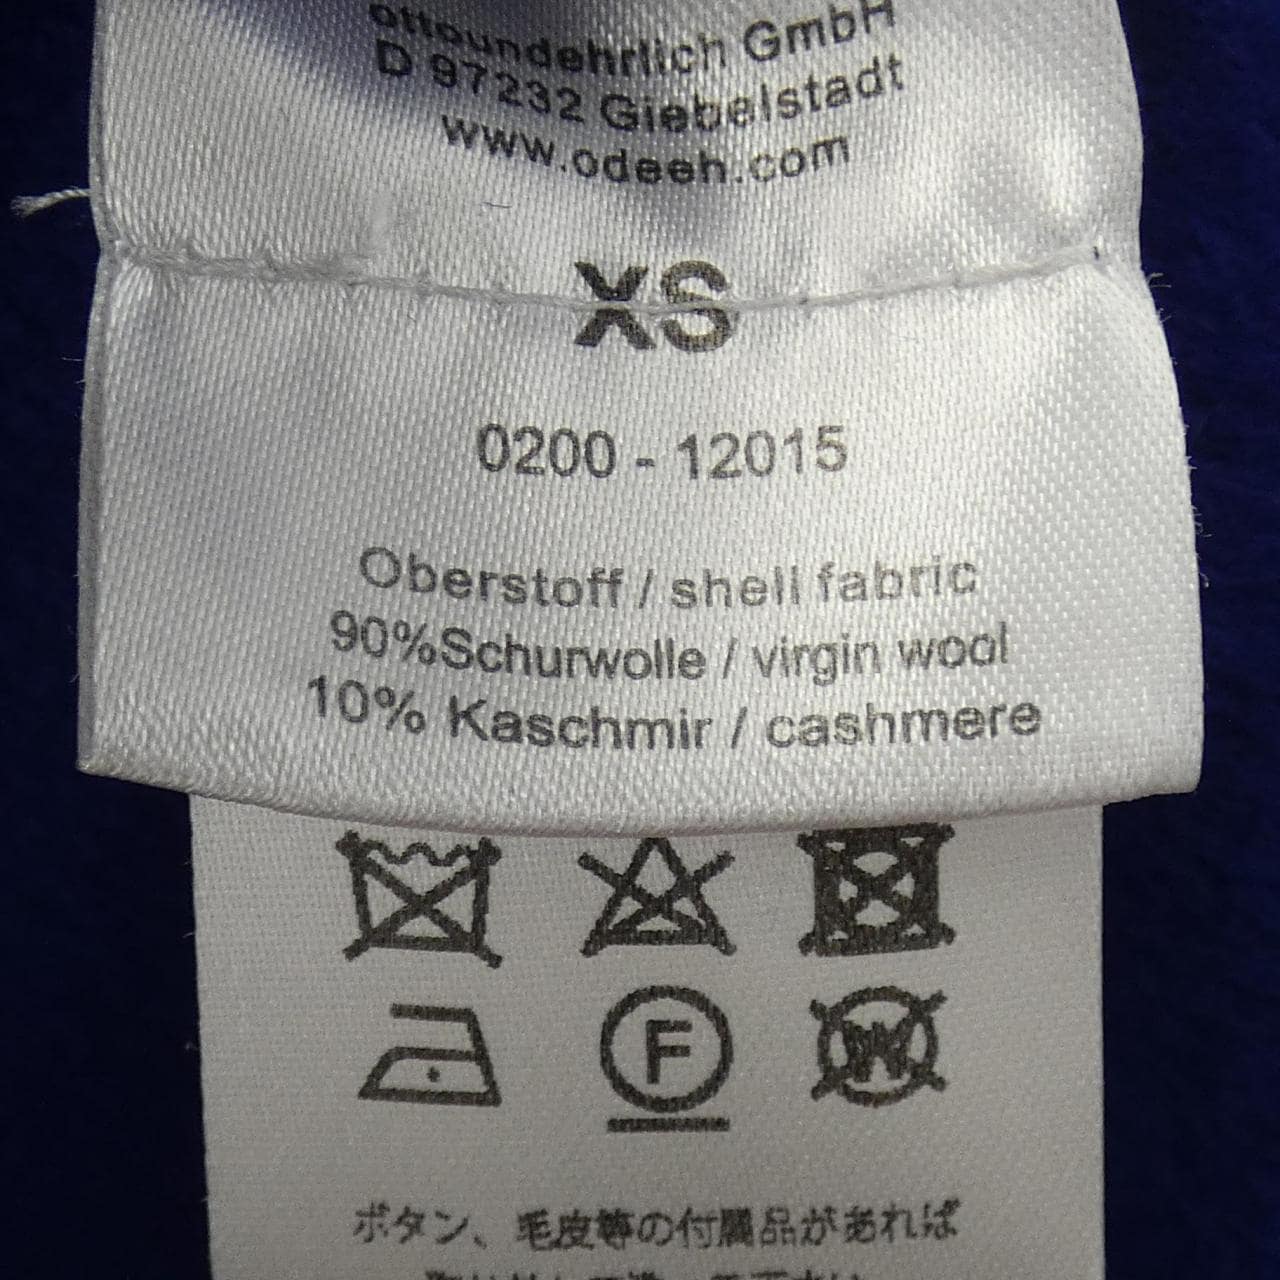 ottoundehrlich GmbH
D 97232 Giebelstadt
www.odeeh.com
XS
0200 - 12015
Oberstoff / shell fabric
90%Schurwolle / virgin wool
10% Kaschmir / cashmere
F
W
ボタン、毛皮等の付属品があれば